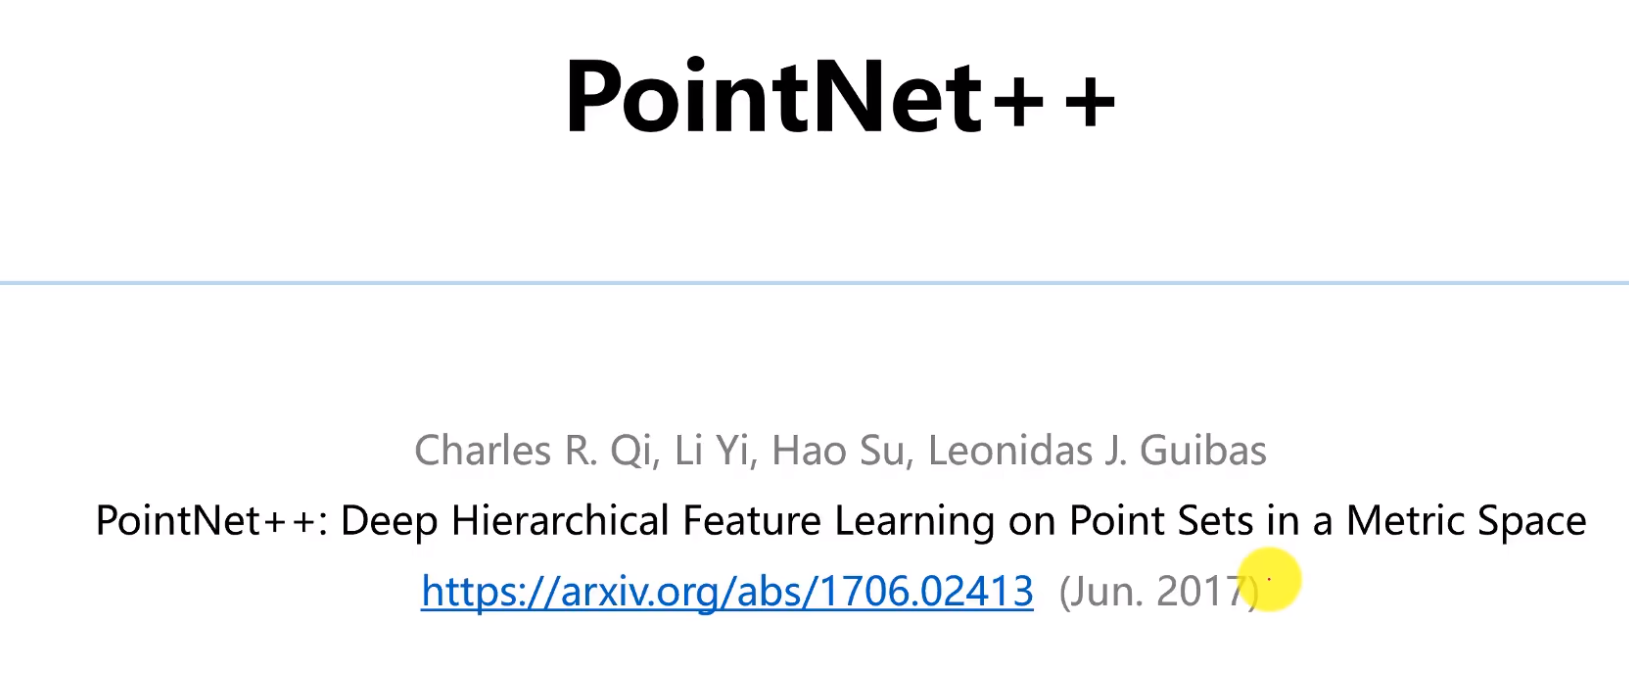 PointNet++
Charles R. Qi, Li Yi, Hao Su, Leonidas J. Guibas
PointNet++: Deep Hierarchical Feature Learning on Point Sets in a Metric Space
https://arxiv.org/abs/1706.02413 (Jun. 2017)